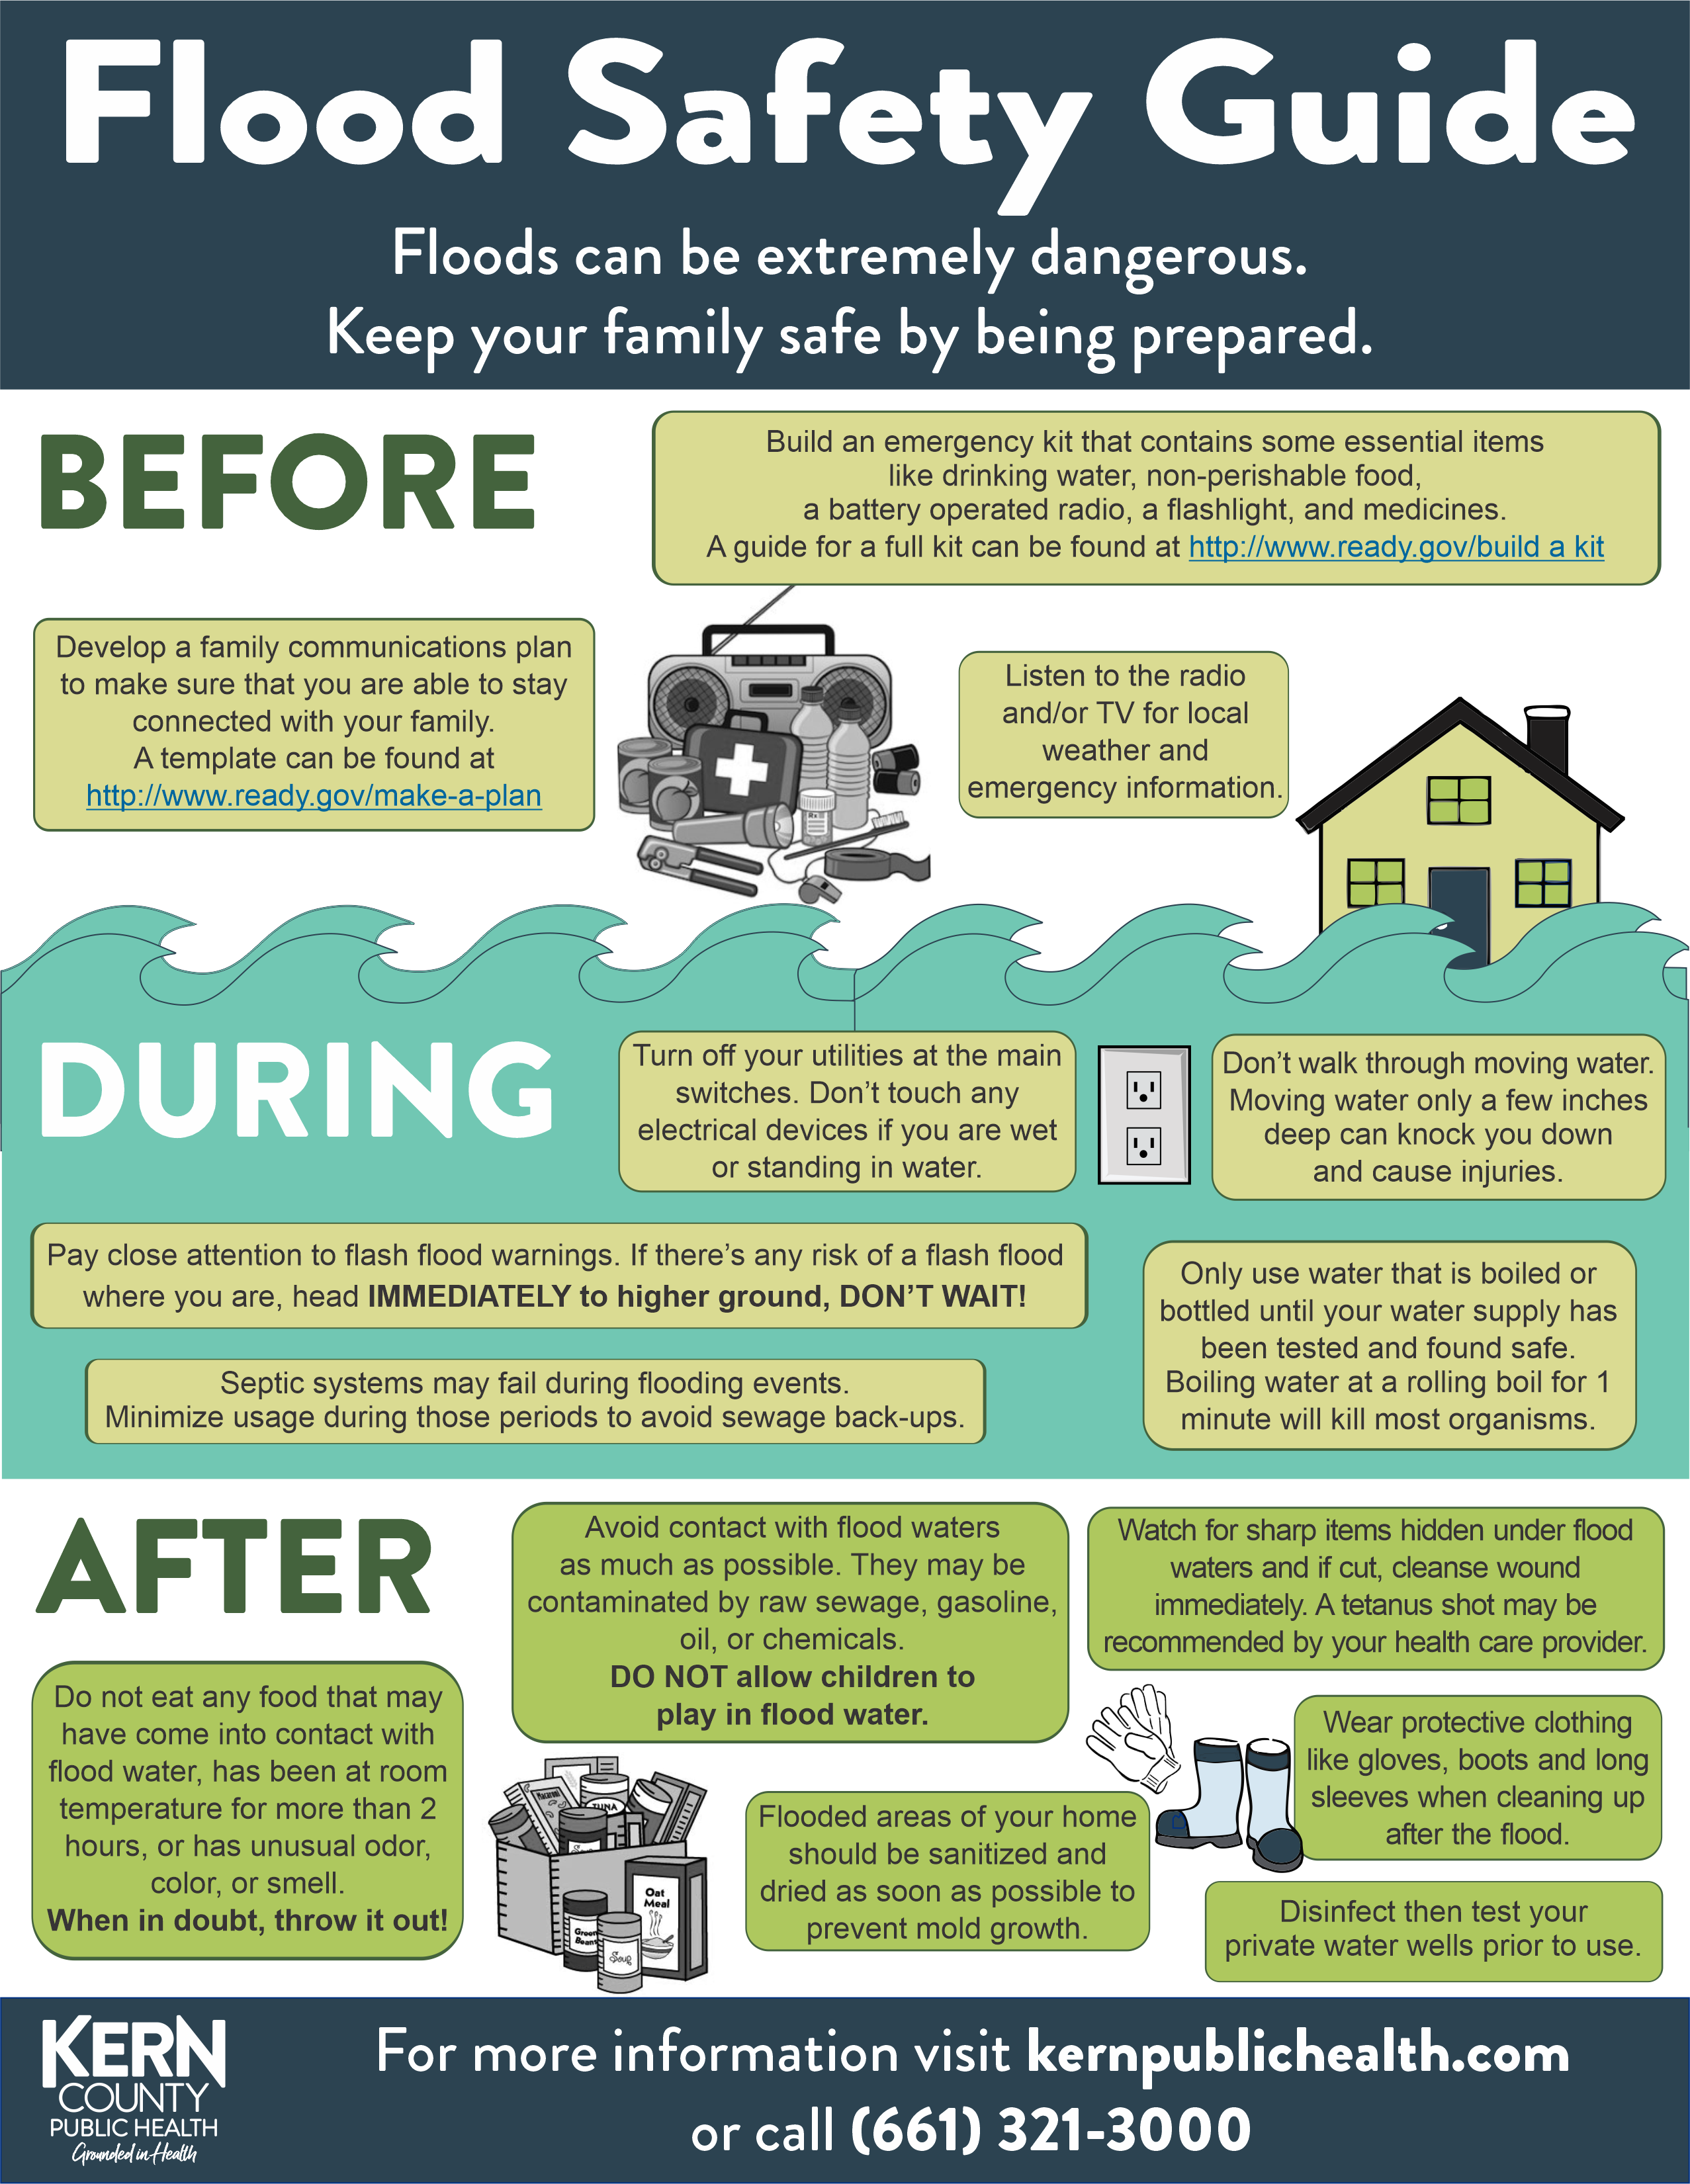 Flood Safety Guide
Floods can be extremely dangerous.
Keep your family safe by being prepared.
BEFORE
Build an emergency kit that contains some essential items
like drinking water, non-perishable food,
a battery operated radio, a flashlight, and medicines.
A guide for a full kit can be found at http://www.ready.gov/build a kit
Develop a family communications plan
to make sure that you are able to stay
connected with your family.
A template can be found at
http://www.ready.gov/make-a-plan
Rx
Listen to the radio
and/or TV for local
weather and
emergency information.
DURING
Turn off your utilities at the main
switches. Don’t touch any
electrical devices if you are wet
or standing in water.
Don’t walk through moving water.
Moving water only a few inches
deep can knock you down
and cause injuries.
Pay close attention to flash flood warnings. If there’s any risk of a flash flood
where you are, head IMMEDIATELY to higher ground, DON’T WAIT!
Only use water that is boiled or
bottled until your water supply has
been tested and found safe.
Boiling water at a rolling boil for 1
minute will kill most organisms.
Septic systems may fail during flooding events.
Minimize usage during those periods to avoid sewage back-ups.
AFTER
Avoid contact with flood waters
as much as possible. They may be
contaminated by raw sewage, gasoline,
oil, or chemicals.
DO NOT allow children to
play in flood water.
Watch for sharp items hidden under flood
waters and if cut, cleanse wound
immediately. A tetanus shot may be
recommended by your health care provider.
Do not eat any food that may
have come into contact with
flood water, has been at room
temperature for more than 2
hours, or has unusual odor,
color, or smell.
When in doubt, throw it out!
Macaroni
TUNA
Oat
Meal
Green
Beans
Soup
Flooded areas of your home
should be sanitized and
dried as soon as possible to
prevent mold growth.
Wear protective clothing
like gloves, boots and long
sleeves when cleaning up
after the flood.
Disinfect then test your
private water wells prior to use.
KERN
COUNTY
PUBLIC HEALTH
Grounded in Health
For more information visit kernpublichealth.com
or call (661) 321-3000